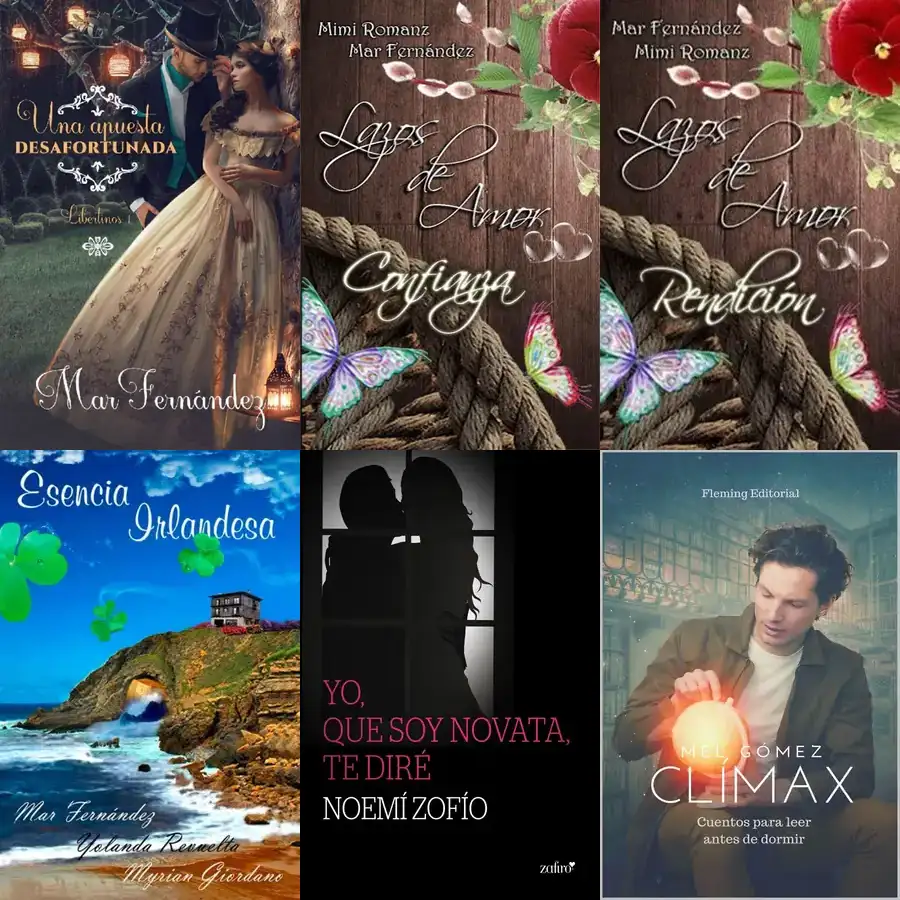 Una apuesta
DESAFORTUNADA
Libertinos 1
Mar Fernández
Mimi Romanz
Mar Fernández
Lazos
de
Amor
Confianza
Mar Fernández
Mimi Romanz
Lazos
de
Amor
Rendición
Esencia
Irlandesa
Mar Fernández
Yolanda Revuelta
Myrian Giordano
YO,
QUE SOY NOVATA,
TE DIRÉ
NOEMÍ ZOFÍO
zafiro
Fleming Editorial
MEL GÓMEZ
CLÍMAX
Cuentos para leer
antes de dormir